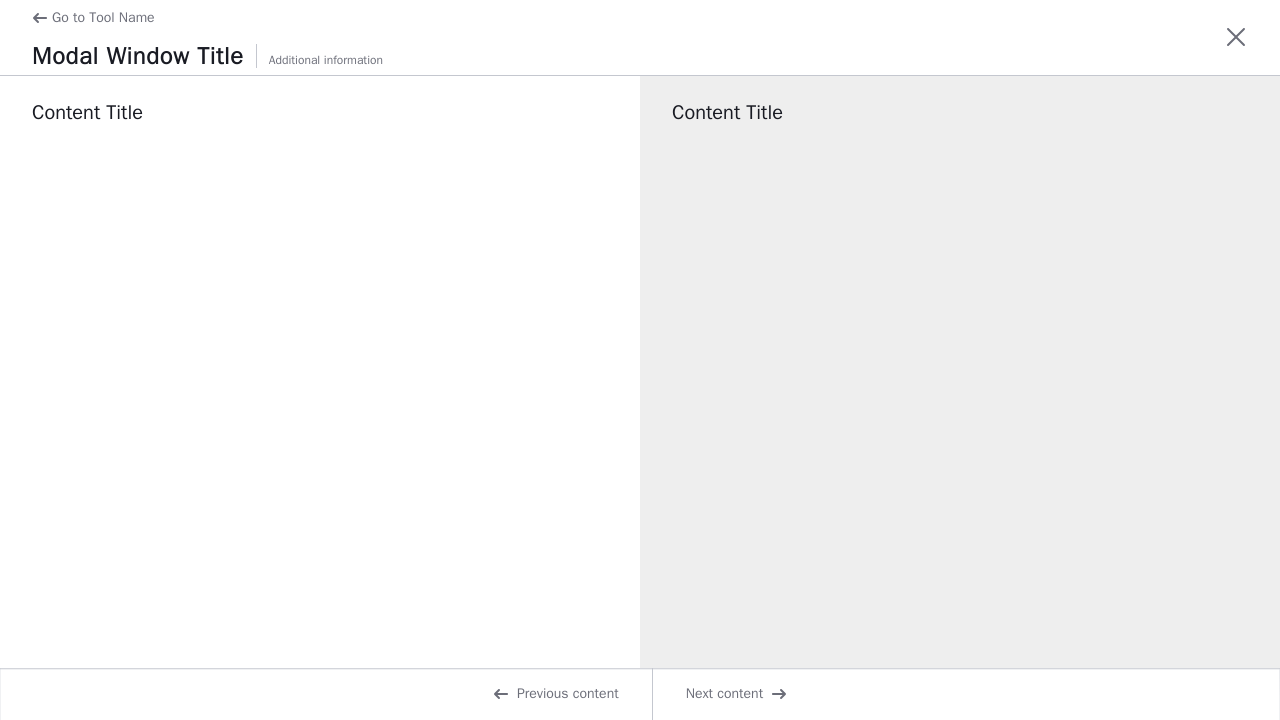 Go to Tool Name
Modal Window Title
Additional information
Content Title
Content Title
Previous content
Next content